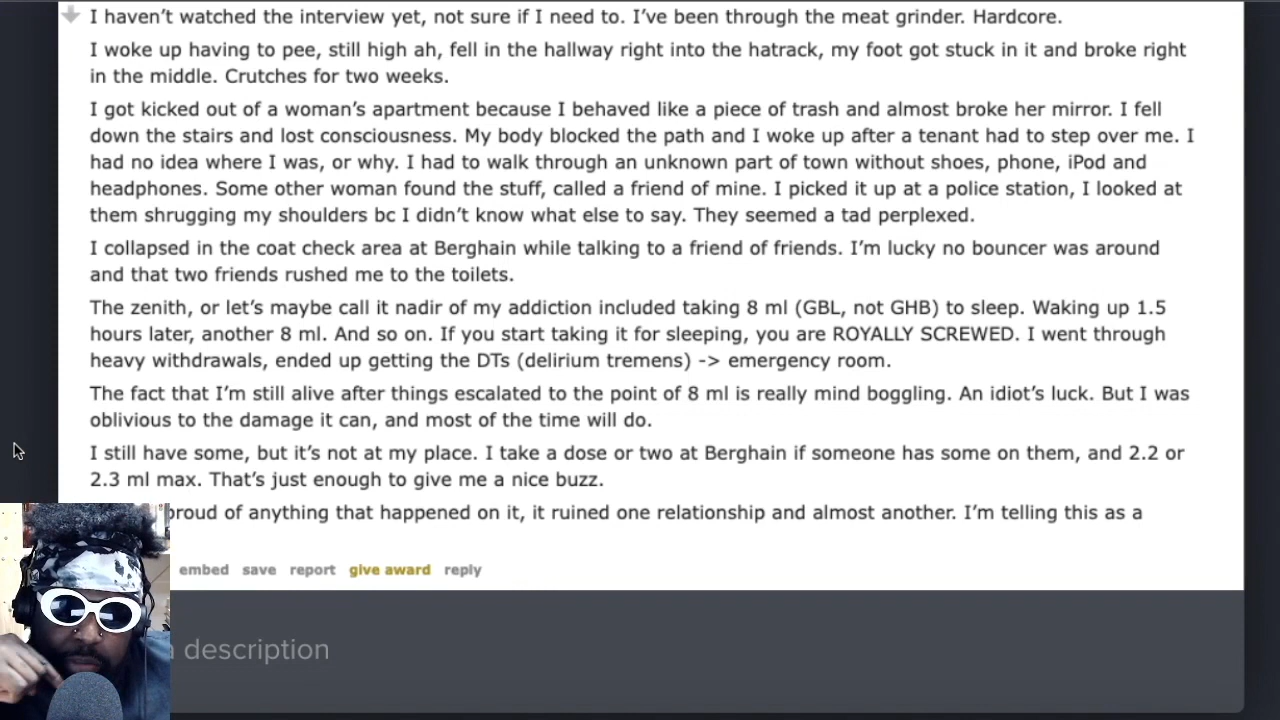 I haven’t watched the interview yet, not sure if I need to. I’ve been through the meat grinder. Hardcore.
I woke up having to pee, still high ah, fell in the hallway right into the hatrack, my foot got stuck in it and broke right
in the middle. Crutches for two weeks.
I got kicked out of a woman’s apartment because I behaved like a piece of trash and almost broke her mirror. I fell
down the stairs and lost consciousness. My body blocked the path and I woke up after a tenant had to step over me. I
had no idea where I was, or why. I had to walk through an unknown part of town without shoes, phone, iPod and
headphones. Some other woman found the stuff, called a friend of mine. I picked it up at a police station, I looked at
them shrugging my shoulders bc I didn’t know what else to say. They seemed a tad perplexed.
I collapsed in the coat check area at Berghain while talking to a friend of friends. I’m lucky no bouncer was around
and that two friends rushed me to the toilets.
The zenith, or let’s maybe call it nadir of my addiction included taking 8 ml (GBL, not GHB) to sleep. Waking up 1.5
hours later, another 8 ml. And so on. If you start taking it for sleeping, you are ROYALLY SCREWED. I went through
heavy withdrawals, ended up getting the DTs (delirium tremens) -> emergency room.
The fact that I’m still alive after things escalated to the point of 8 ml is really mind boggling. An idiot’s luck. But I was
oblivious to the damage it can, and most of the time will do.
I still have some, but it’s not at my place. I take a dose or two at Berghain if someone has some on them, and 2.2 or
2.3 ml max. That’s just enough to give me a nice buzz.
proud of anything that happened on it, it ruined one relationship and almost another. I’m telling this as a
embed save report give award reply
description